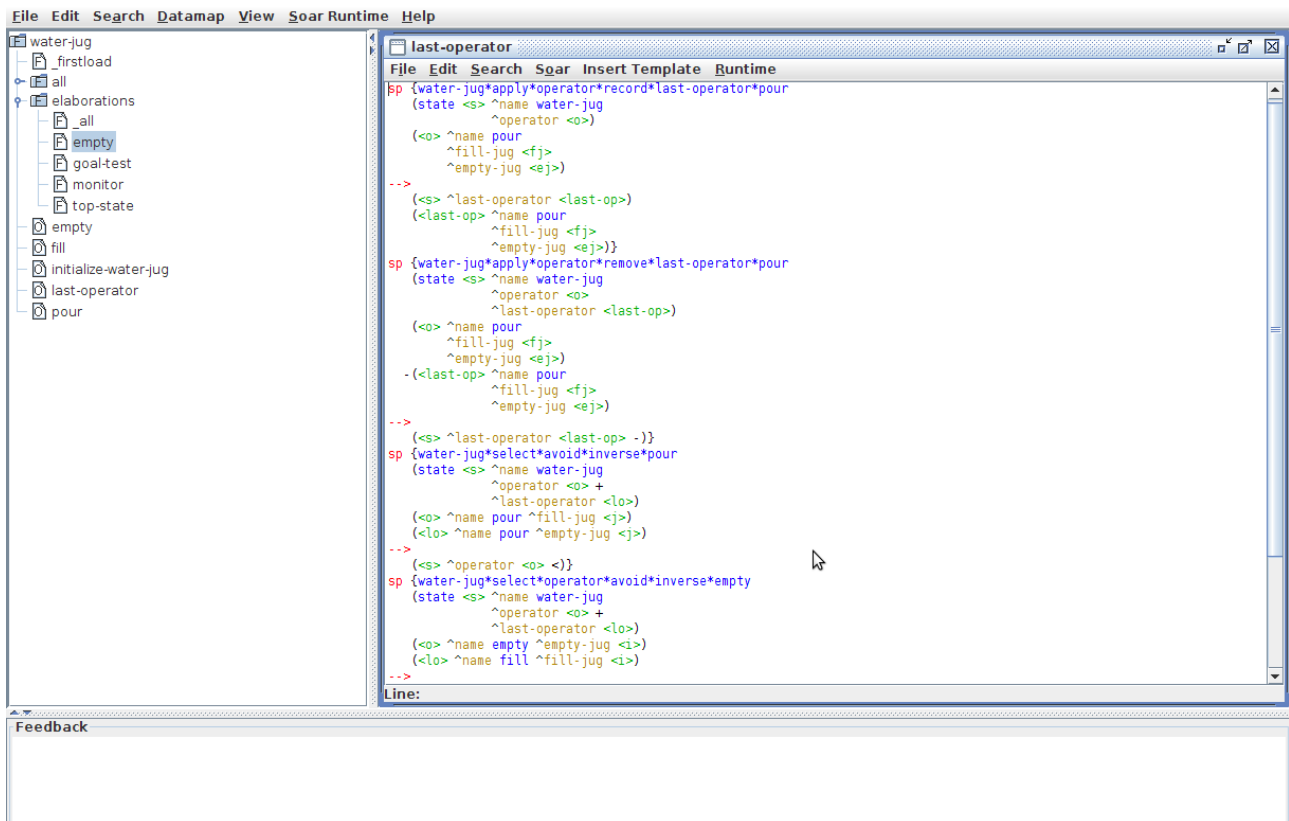 File Edit Search Datamap View Soar Runtime Help
water-jug
_firstload
all
elaborations
_all
empty
goal-test
monitor
top-state
empty
fill
initialize-water-jug
last-operator
pour
last-operator
File Edit Search Soar Insert Template Runtime
sp {water-jug*apply*operator*record*last-operator*pour
   (state <s> ^name water-jug
             ^operator <o>)
   (<o> ^name pour
        ^fill-jug <fj>
        ^empty-jug <ej>)
-->
   (<s> ^last-operator <last-op>)
   (<last-op> ^name pour
             ^fill-jug <fj>
             ^empty-jug <ej>)}
sp {water-jug*apply*operator*remove*last-operator*pour
   (state <s> ^name water-jug
             ^operator <o>
             ^last-operator <last-op>)
   (<o> ^name pour
        ^fill-jug <fj>
        ^empty-jug <ej>)
  -(<last-op> ^name pour
             ^fill-jug <fj>
             ^empty-jug <ej>)
-->
   (<s> ^last-operator <last-op> -)}
sp {water-jug*select*avoid*inverse*pour
   (state <s> ^name water-jug
             ^operator <o> +
             ^last-operator <lo>)
   (<o> ^name pour ^fill-jug <j>)
   (<lo> ^name pour ^empty-jug <j>)
-->
   (<s> ^operator <o> <)}
sp {water-jug*select*operator*avoid*inverse*empty
   (state <s> ^name water-jug
             ^operator <o> +
             ^last-operator <lo>)
   (<o> ^name empty ^empty-jug <i>)
   (<lo> ^name fill ^fill-jug <i>)
-->
Line:
Feedback